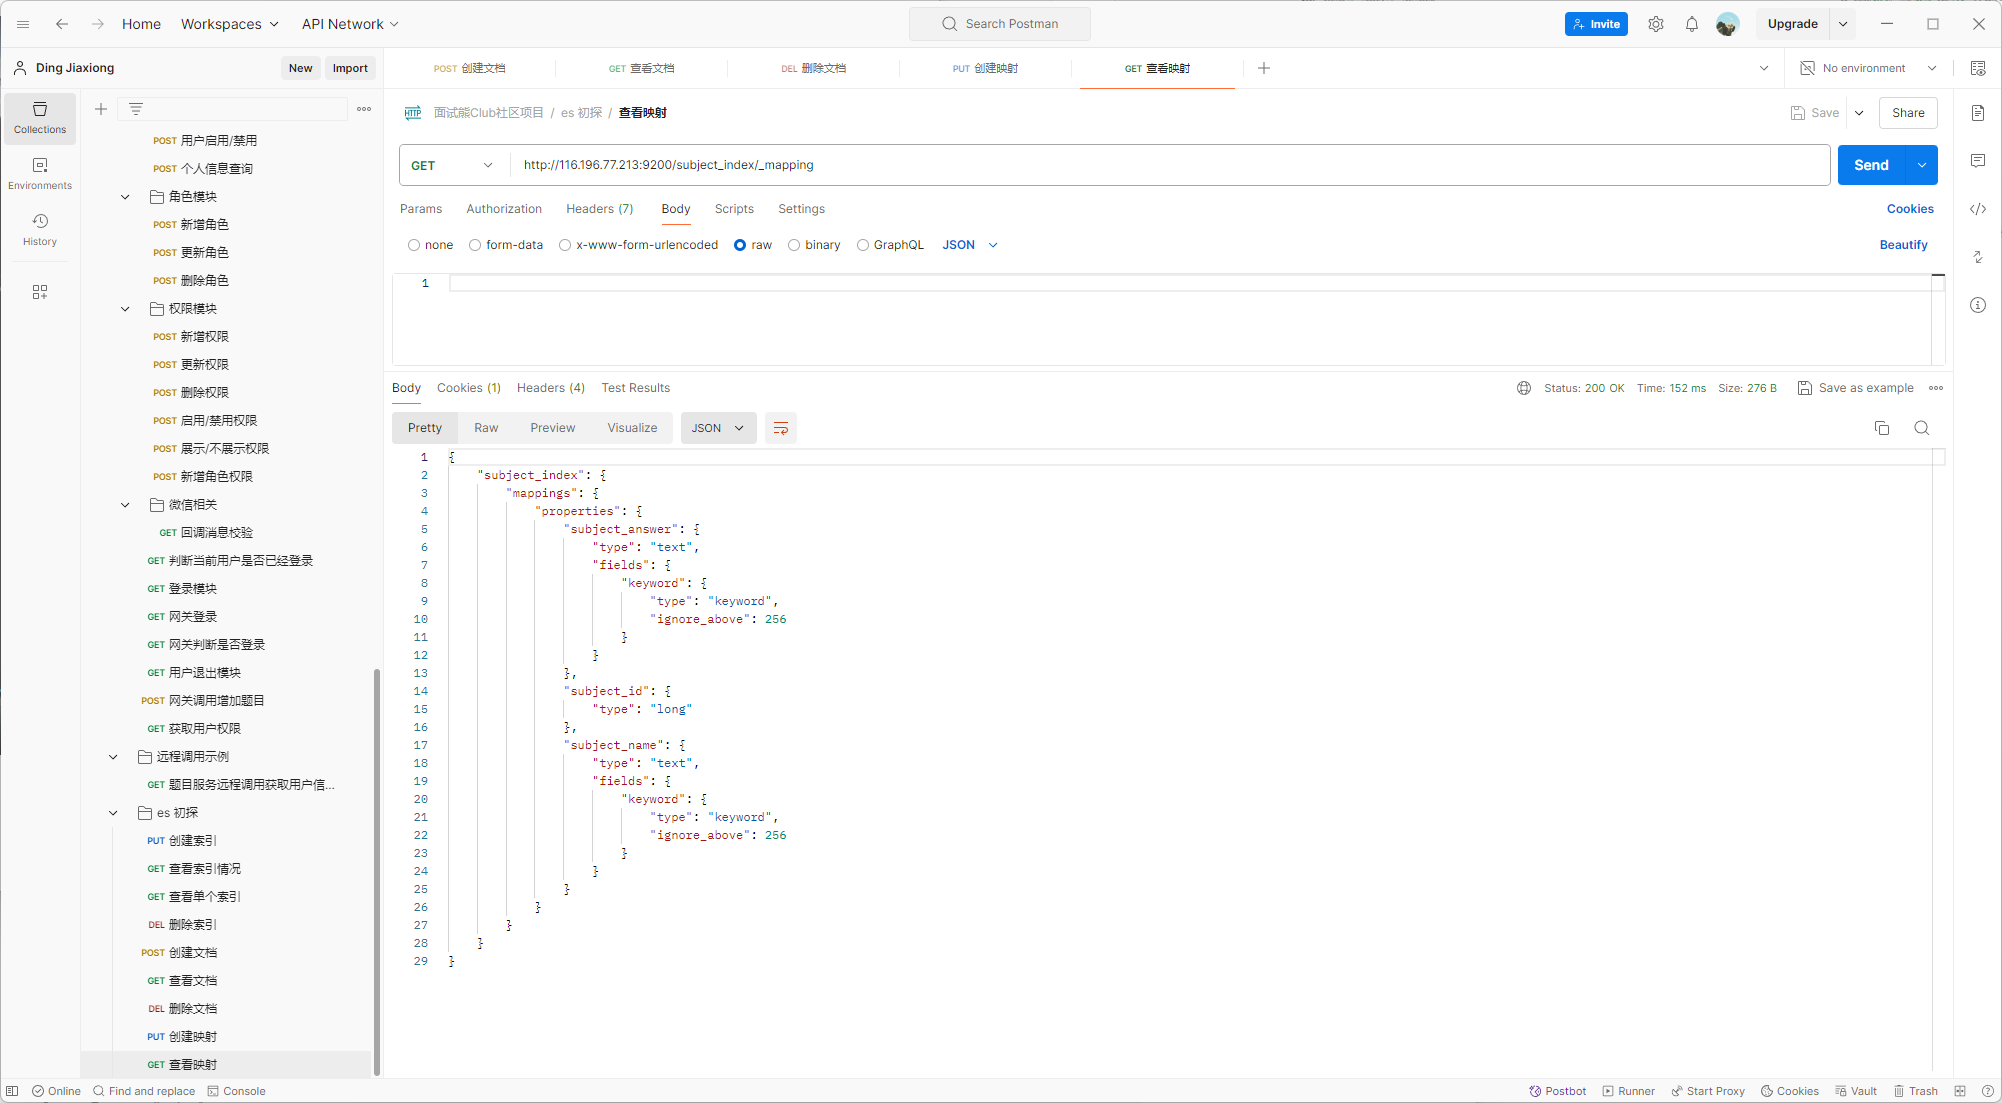 Home Workspaces API Network Search Postman Invite Upgrade
Ding Jiaxiong New Import
POST 创建文档 GET 查看文档 DEL 删除文档 PUT 创建映射 GET 查看映射 No environment
HTTP 面试熊Club社区项目 / es 初探 / 查看映射 Save Share
GET http://116.196.77.213:9200/subject_index/_mapping Send
Params Authorization Headers (7) Body Scripts Settings Cookies
none form-data x-www-form-urlencoded raw binary GraphQL JSON Beautify
1
Body Cookies (1) Headers (4) Test Results Status: 200 OK Time: 152 ms Size: 276 B Save as example
Pretty Raw Preview Visualize JSON
1 {
2 "subject_index": {
3 "mappings": {
4 "properties": {
5 "subject_answer": {
6 "type": "text",
7 "fields": {
8 "keyword": {
9 "type": "keyword",
10 "ignore_above": 256
11 }
12 }
13 },
14 "subject_id": {
15 "type": "long"
16 },
17 "subject_name": {
18 "type": "text",
19 "fields": {
20 "keyword": {
21 "type": "keyword",
22 "ignore_above": 256
23 }
24 }
25 }
26 }
27 }
28 }
29 }
Collections
Environments
History
POST 用户启用/禁用
POST 个人信息查询
角色模块
POST 新增角色
POST 更新角色
POST 删除角色
权限模块
POST 新增权限
POST 更新权限
POST 删除权限
POST 启用/禁用权限
POST 展示/不展示权限
POST 新增角色权限
微信相关
GET 回调消息校验
GET 判断当前用户是否已经登录
GET 登录模块
GET 网关登录
GET 网关判断是否登录
GET 用户退出模块
POST 网关调用增加题目
GET 获取用户权限
远程调用示例
GET 题目服务远程调用获取用户信...
es 初探
PUT 创建索引
GET 查看索引情况
GET 查看单个索引
DEL 删除索引
POST 创建文档
GET 查看文档
DEL 删除文档
PUT 创建映射
GET 查看映射
Online Find and replace Console Postbot Runner Start Proxy Cookies Vault Trash